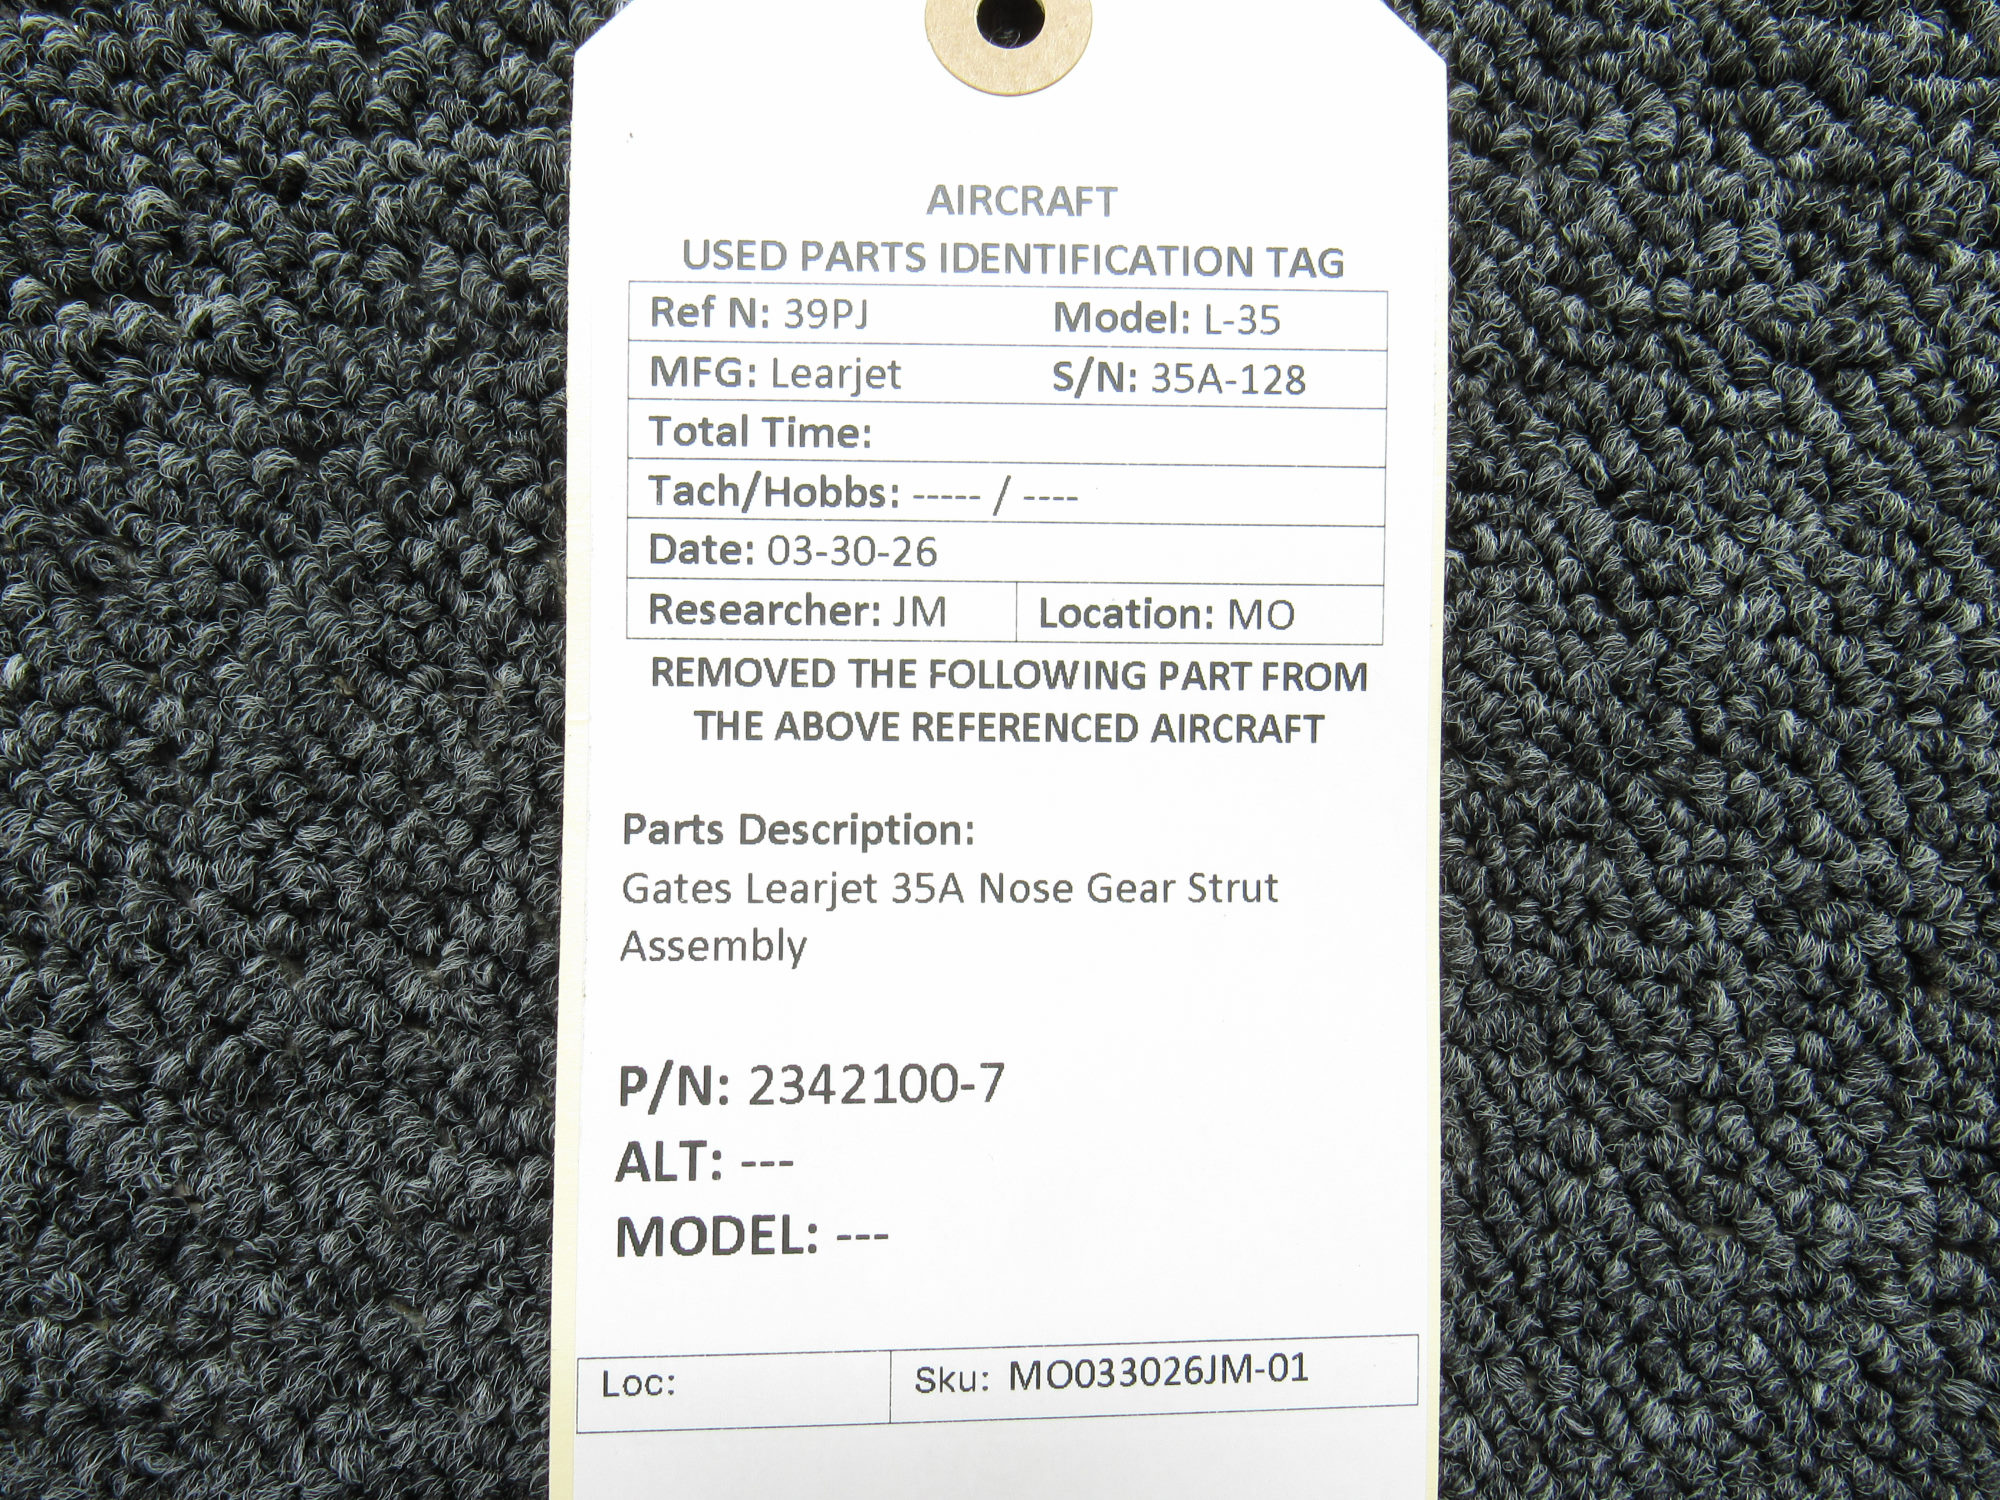 AIRCRAFT
USED PARTS IDENTIFICATION TAG
Ref N: 39PJ Model: L-35
MFG: Learjet S/N: 35A-128
Total Time:
Tach/Hobbs: ----- / ----
Date: 03-30-26
Researcher: JM Location: MO
REMOVED THE FOLLOWING PART FROM
THE ABOVE REFERENCED AIRCRAFT
Parts Description:
Gates Learjet 35A Nose Gear Strut
Assembly
P/N: 2342100-7
ALT: ---
MODEL: ---
Loc: Sku: MO033026JM-01